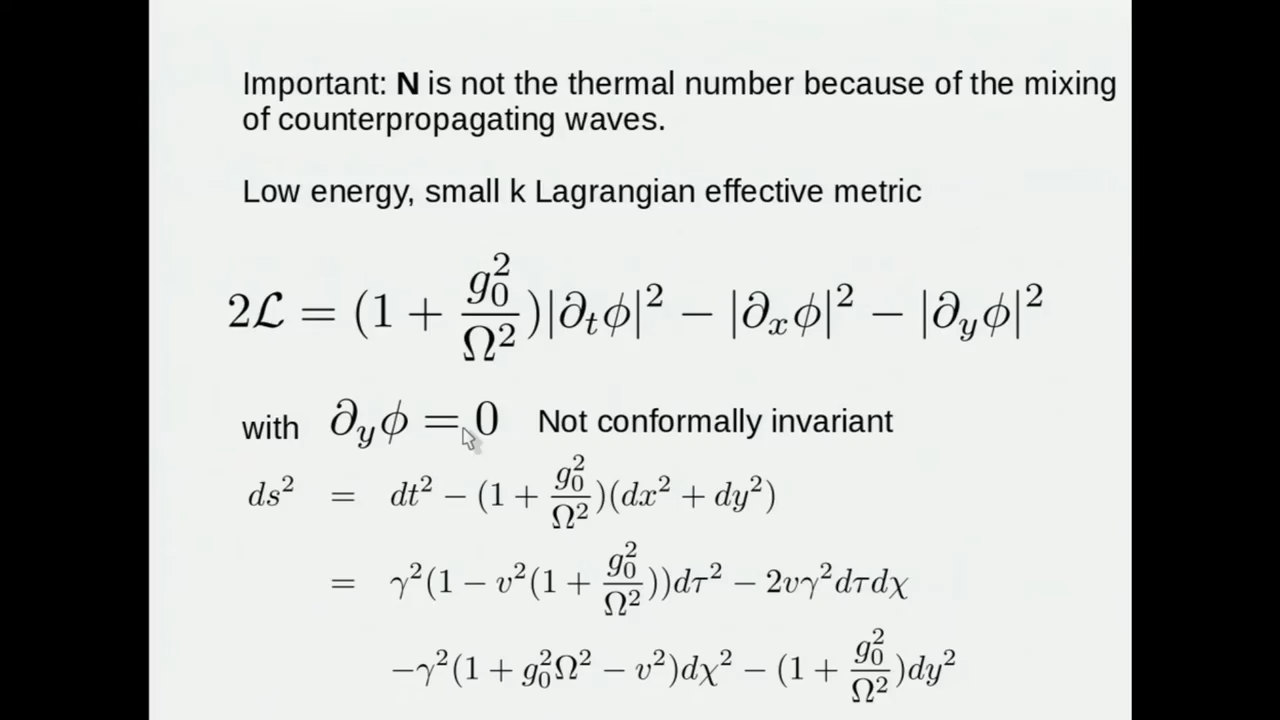 Important: N is not the thermal number because of the mixing
of counterpropagating waves.
Low energy, small k Lagrangian effective metric
2ℒ = (1 + g₀²/Ω²)|∂ₜϕ|² − |∂ₓϕ|² − |∂_yϕ|²
with ∂_yϕ = 0 Not conformally invariant
ds² = dt² − (1 + g₀²/Ω²)(dx² + dy²)
= γ²(1 − v²(1 + g₀²/Ω²))dτ² − 2vγ²dτdχ
−γ²(1 + g₀²Ω² − v²)dχ² − (1 + g₀²/Ω²)dy²